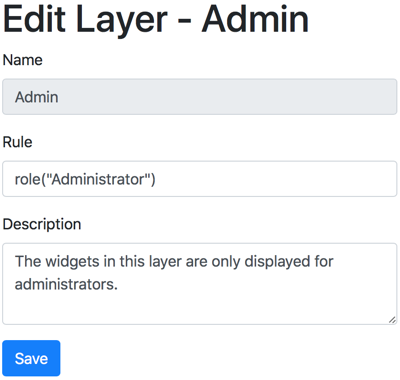 Edit Layer - Admin
Name
Admin
Rule
role("Administrator")
Description
The widgets in this layer are only displayed for
administrators.
Save